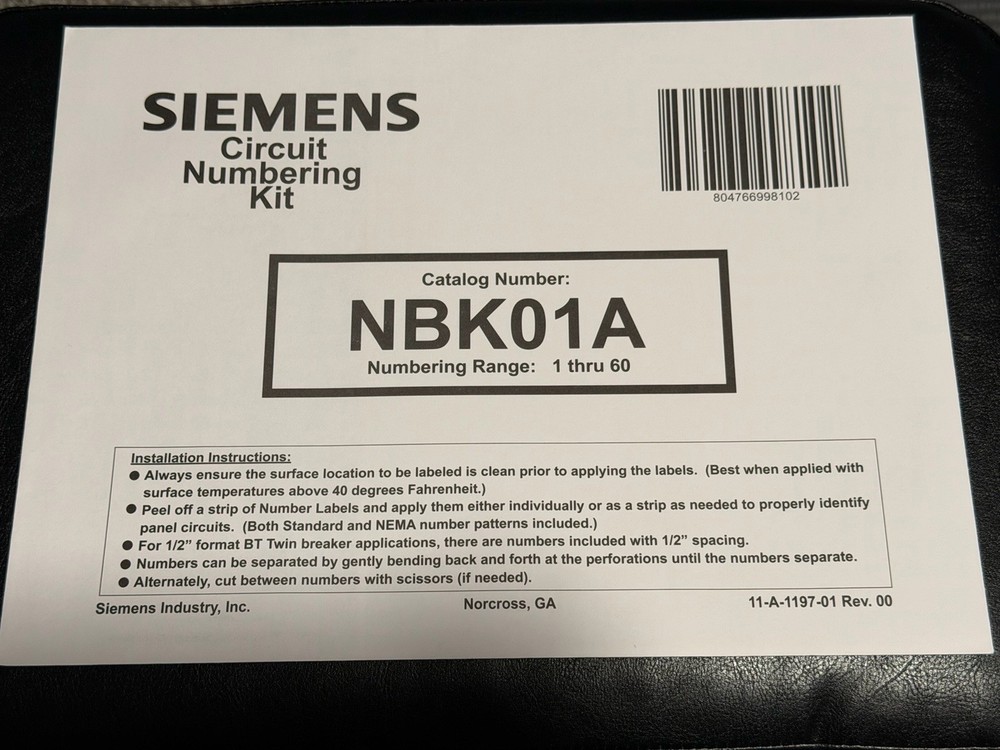 SIEMENS
Circuit
Numbering
Kit
804766998102
Catalog Number:
NBK01A
Numbering Range: 1 thru 60
Installation Instructions:
● Always ensure the surface location to be labeled is clean prior to applying the labels. (Best when applied with
surface temperatures above 40 degrees Fahrenheit.)
● Peel off a strip of Number Labels and apply them either individually or as a strip as needed to properly identify
panel circuits. (Both Standard and NEMA number patterns included.)
● For 1/2” format BT Twin breaker applications, there are numbers included with 1/2” spacing.
● Numbers can be separated by gently bending back and forth at the perforations until the numbers separate.
● Alternately, cut between numbers with scissors (if needed).
Siemens Industry, Inc. Norcross, GA 11-A-1197-01 Rev. 00